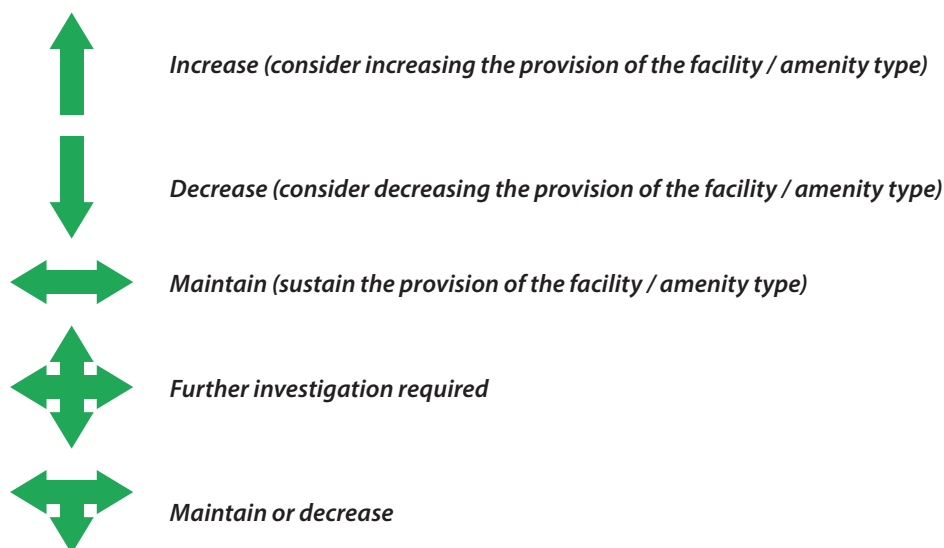 Increase (consider increasing the provision of the facility / amenity type)
Decrease (consider decreasing the provision of the facility / amenity type)
Maintain (sustain the provision of the facility / amenity type)
Further investigation required
Maintain or decrease